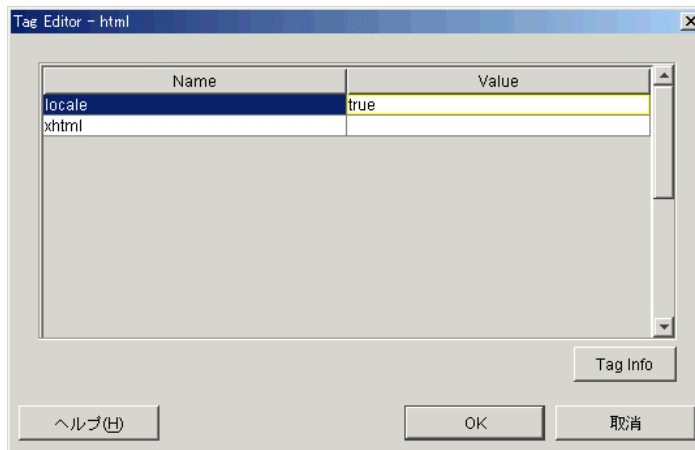 Tag Editor - html
Name Value
locale true
xhtml
Tag Info
ヘルプ(H) OK 取消